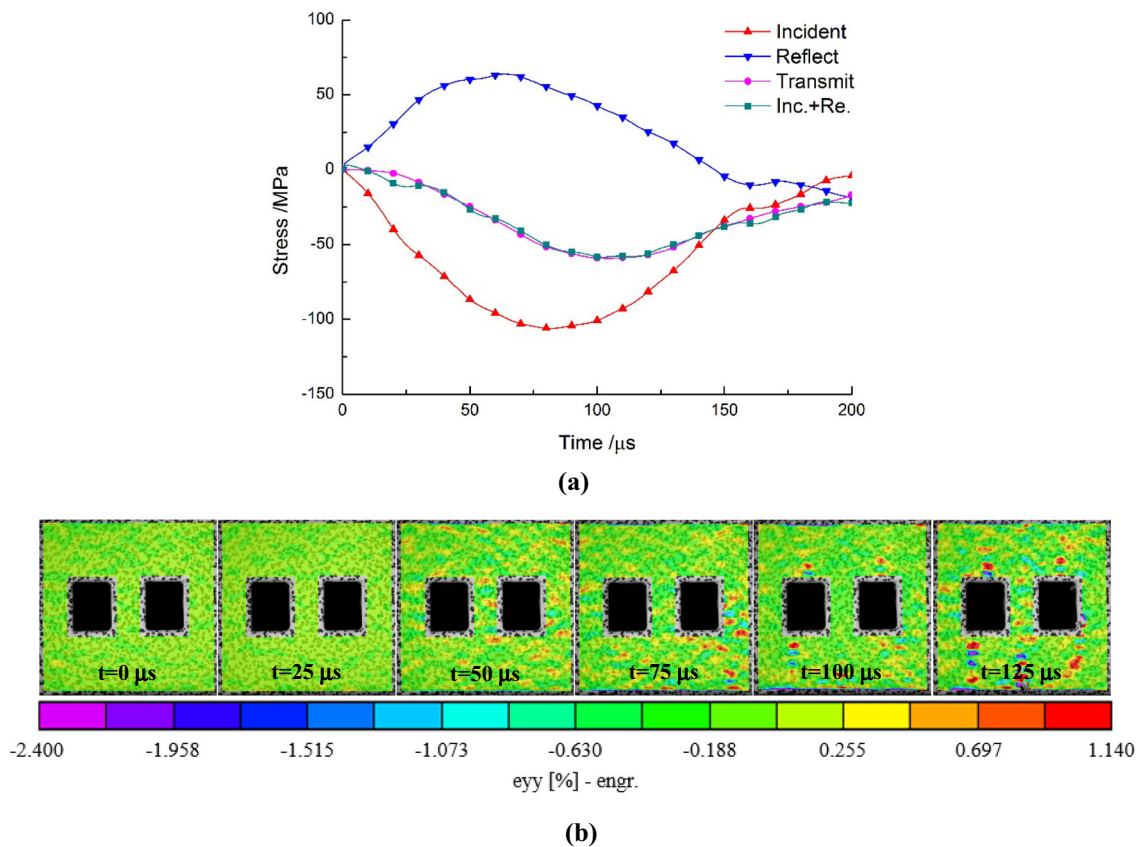 100
50
0
-50
-100
-150
Stress /MPa
Incident
Reflect
Transmit
Inc.+Re.
0 50 100 150 200
Time /μs
(a)
t=0 μs t=25 μs t=50 μs t=75 μs t=100 μs t=125 μs
-2.400 -1.958 -1.515 -1.073 -0.630 -0.188 0.255 0.697 1.140
eyy [%] - engr.
(b)